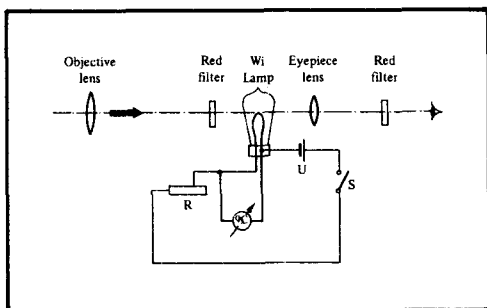 Objective
lens
Red
filter
Wi
Lamp
Eyepiece
lens
Red
filter
U
S
R
°C